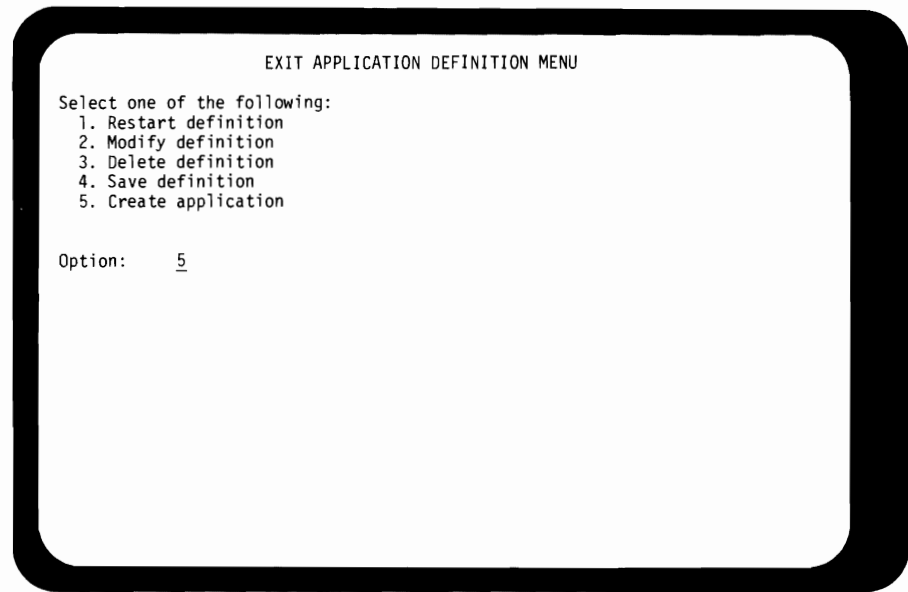 EXIT APPLICATION DEFINITION MENU
Select one of the following:
1. Restart definition
2. Modify definition
3. Delete definition
4. Save definition
5. Create application
Option: 5